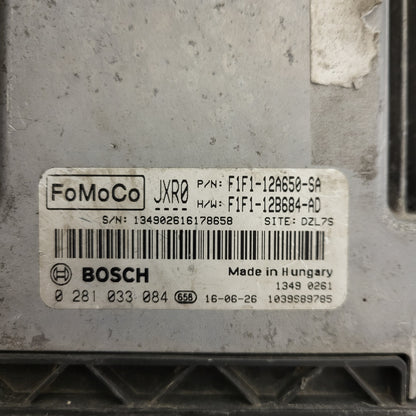 FoMoCo JXR0 P/N: F1F1-12A650-SA
H/W: F1F1-12B684-AD
S/N: 134902616178658 SITE: DZL7S
BOSCH Made in Hungary
1349 0261
0 281 033 084 658 16-06-26 1039S89785